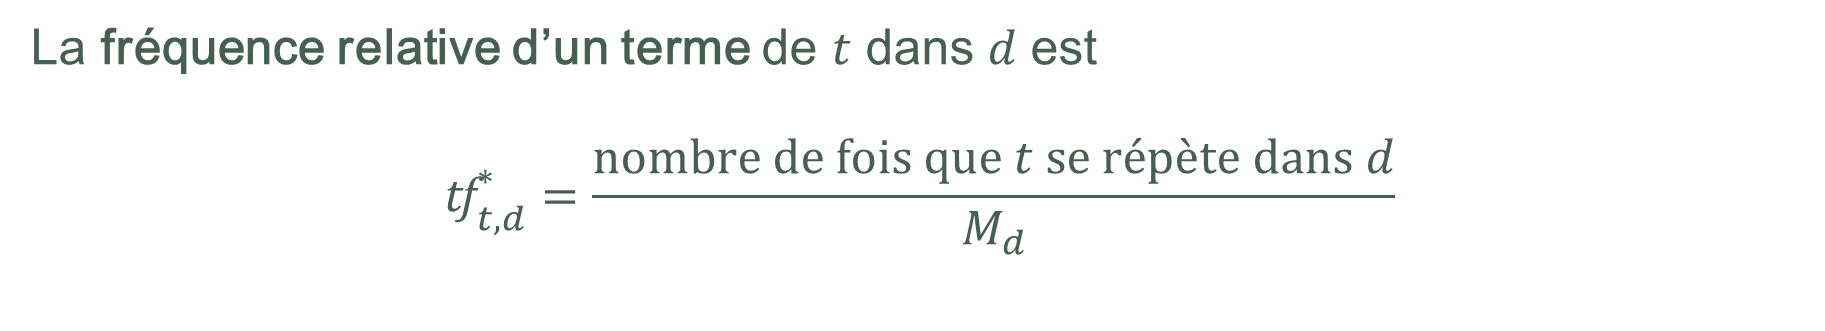 La fréquence relative d’un terme de t dans d est
nombre de fois que t se répète dans d
tf*t,d =
Md